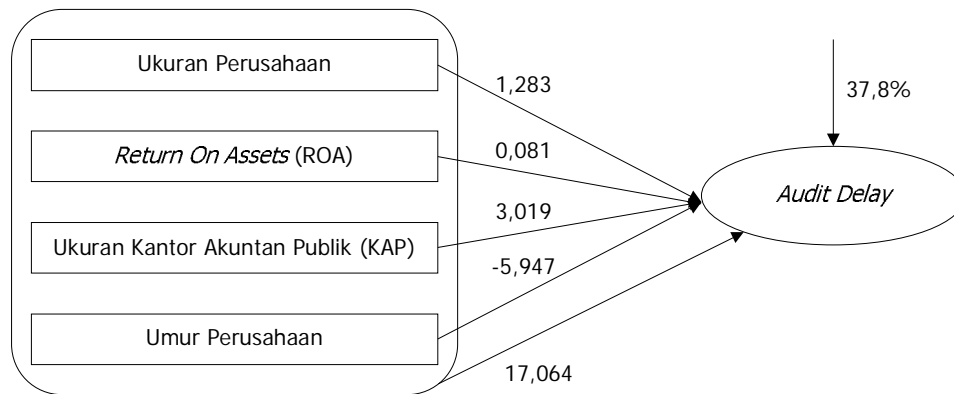 Ukuran Perusahaan
1,283
37,8%
Return On Assets (ROA)
0,081
Audit Delay
3,019
Ukuran Kantor Akuntan Publik (KAP)
-5,947
Umur Perusahaan
17,064